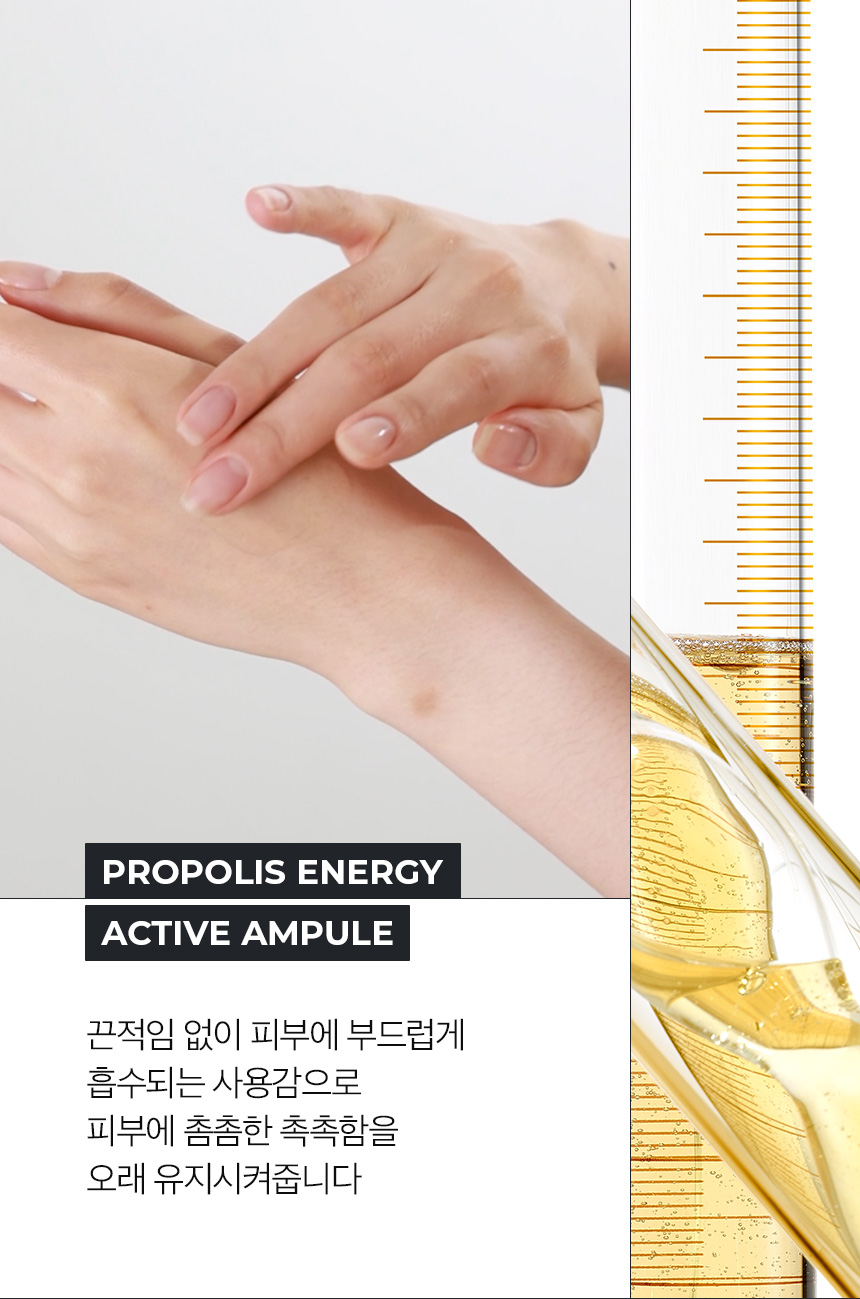 PROPOLIS ENERGY
ACTIVE AMPULE
끈적임 없이 피부에 부드럽게
흡수되는 사용감으로
피부에 촘촘한 촉촉함을
오래 유지시켜줍니다